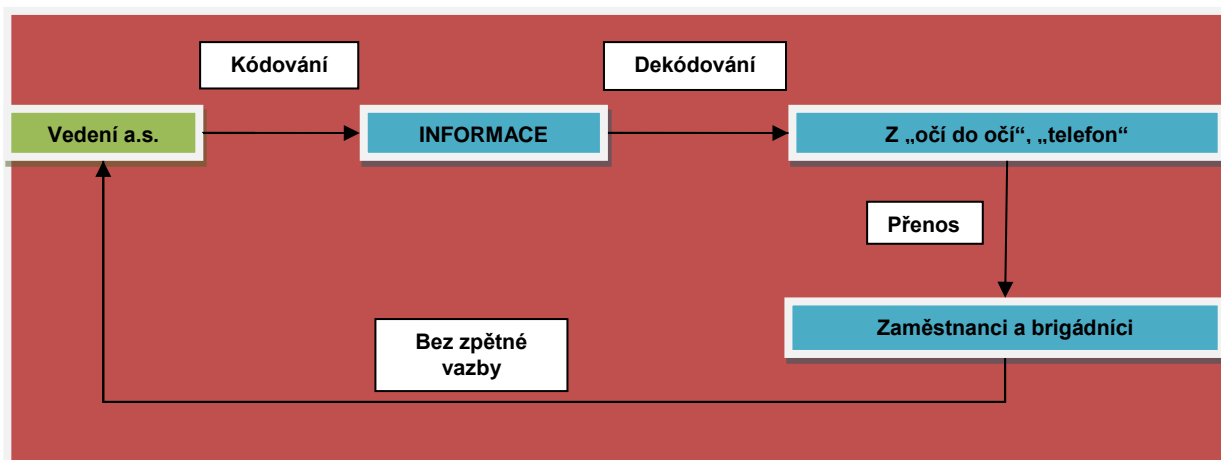 Kódování
Dekódování
Vedení a.s.
INFORMACE
Z „očí do očí“, „telefon“
Přenos
Zaměstnanci a brigádníci
Bez zpětné
vazby